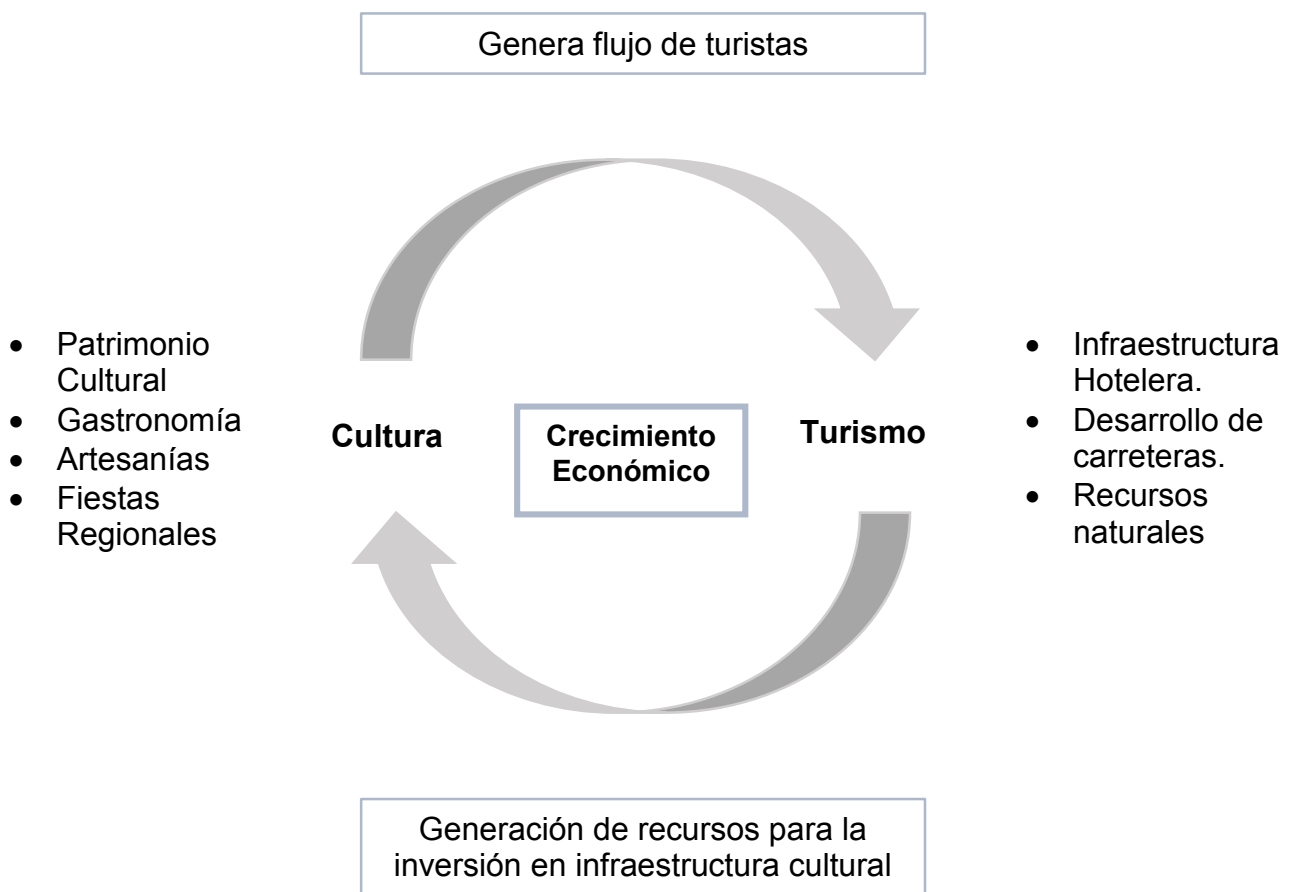 Genera flujo de turistas
• Patrimonio
Cultural
• Gastronomía
• Artesanías
• Fiestas
Regionales
Cultura
Crecimiento
Económico
Turismo
• Infraestructura
Hotelera.
• Desarrollo de
carreteras.
• Recursos
naturales
Generación de recursos para la
inversión en infraestructura cultural